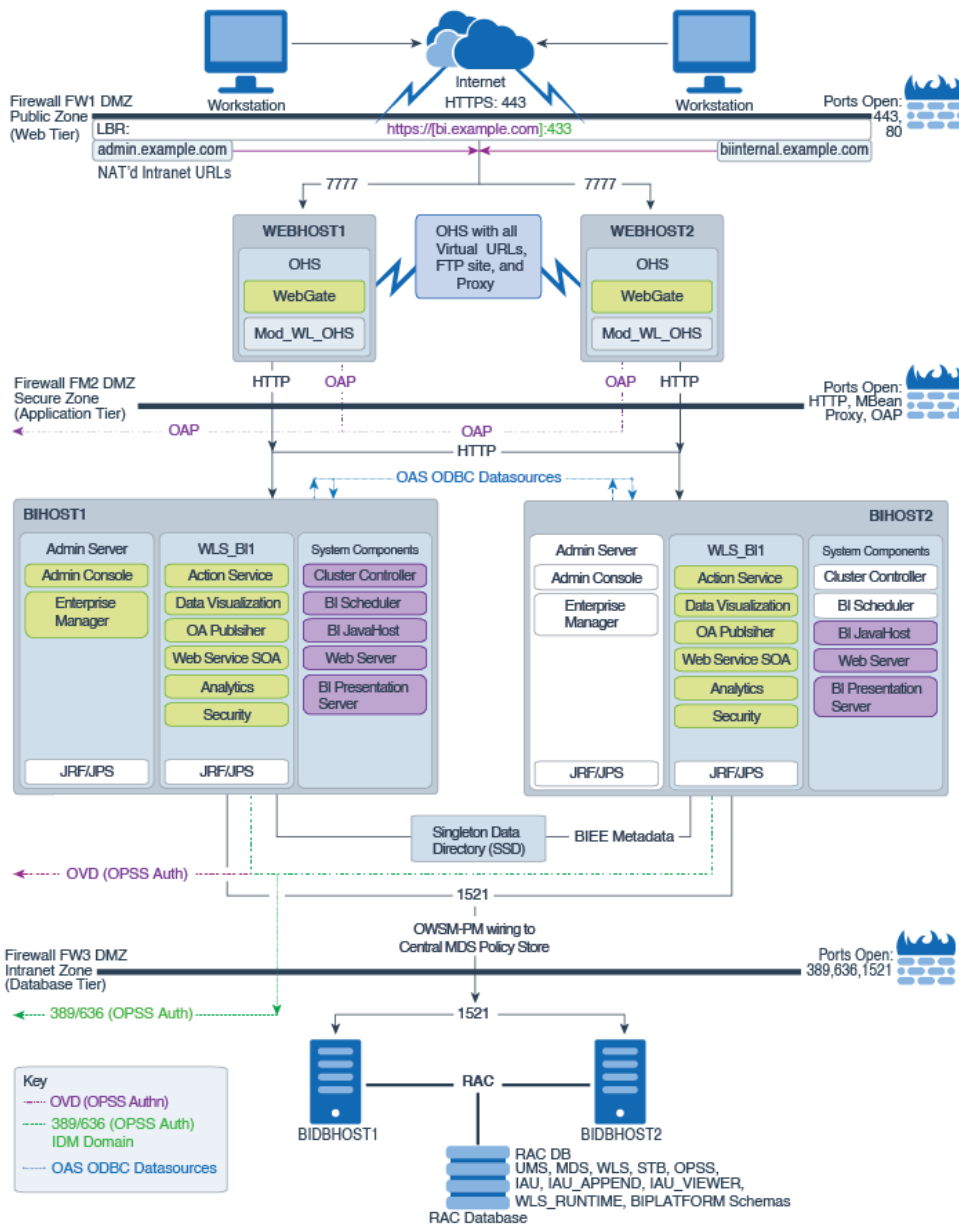 Workstation
Internet
HTTPS: 443
Workstation
Firewall FW1 DMZ
Public Zone
(Web Tier)
Ports Open:
443,
80
LBR:
https://[bi.example.com]:433
admin.example.com
biinternal.example.com
NAT'd Intranet URLs
7777
7777
WEBHOST1
OHS
WebGate
Mod_WL_OHS
OHS with all
Virtual URLs,
FTP site, and
Proxy
WEBHOST2
OHS
WebGate
Mod_WL_OHS
HTTP
OAP
OAP
HTTP
Firewall FM2 DMZ
Secure Zone
(Application Tier)
Ports Open:
HTTP, MBean
Proxy, OAP
OAP
OAP
HTTP
OAS ODBC Datasources
BIHOST1
Admin Server
Admin Console
Enterprise
Manager
JRF/JPS
WLS_BI1
Action Service
Data Visualization
OA Publsiher
Web Service SOA
Analytics
Security
JRF/JPS
System Components
Cluster Controller
BI Scheduler
BI JavaHost
Web Server
BI Presentation
Server
BIHOST2
Admin Server
Admin Console
Enterprise
Manager
JRF/JPS
WLS_BI1
Action Service
Data Visualization
OA Publsiher
Web Service SOA
Analytics
Security
JRF/JPS
System Components
Cluster Controller
BI Scheduler
BI JavaHost
Web Server
BI Presentation
Server
Singleton Data
Directory (SSD)
BIEE Metadata
OVD (OPSS Auth)
1521
OWSM-PM wiring to
Central MDS Policy Store
Firewall FW3 DMZ
Intranet Zone
(Database Tier)
Ports Open:
389,636,1521
389/636 (OPSS Auth)
1521
RAC
BIDBHOST1
BIDBHOST2
Key
OVD (OPSS Authn)
389/636 (OPSS Auth)
IDM Domain
OAS ODBC Datasources
RAC DB
UMS, MDS, WLS, STB, OPSS,
IAU, IAU_APPEND, IAU_VIEWER,
WLS_RUNTIME, BIPLATFORM Schemas
RAC Database